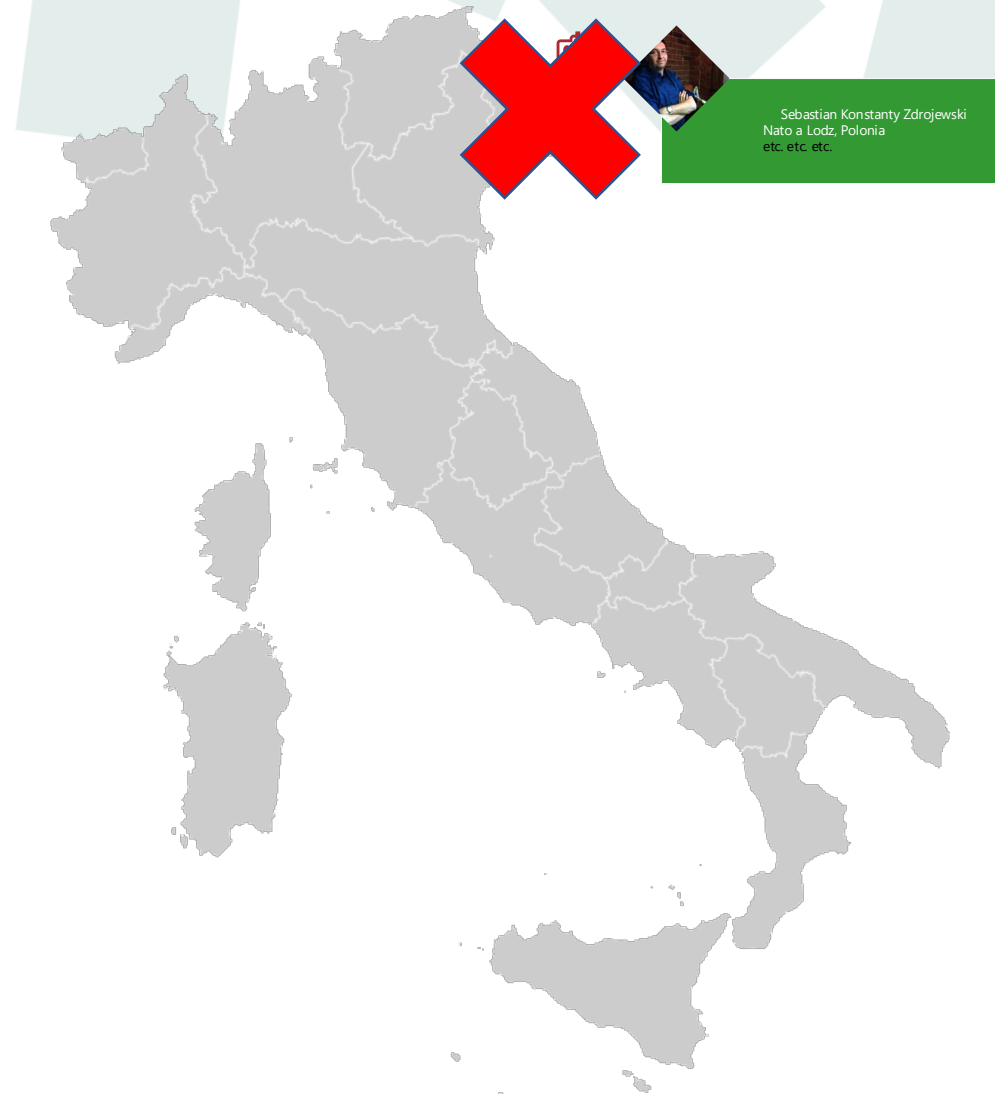 Sebastian Konstanty Zdrojewski
Nato a Lodz, Polonia
etc. etc. etc.